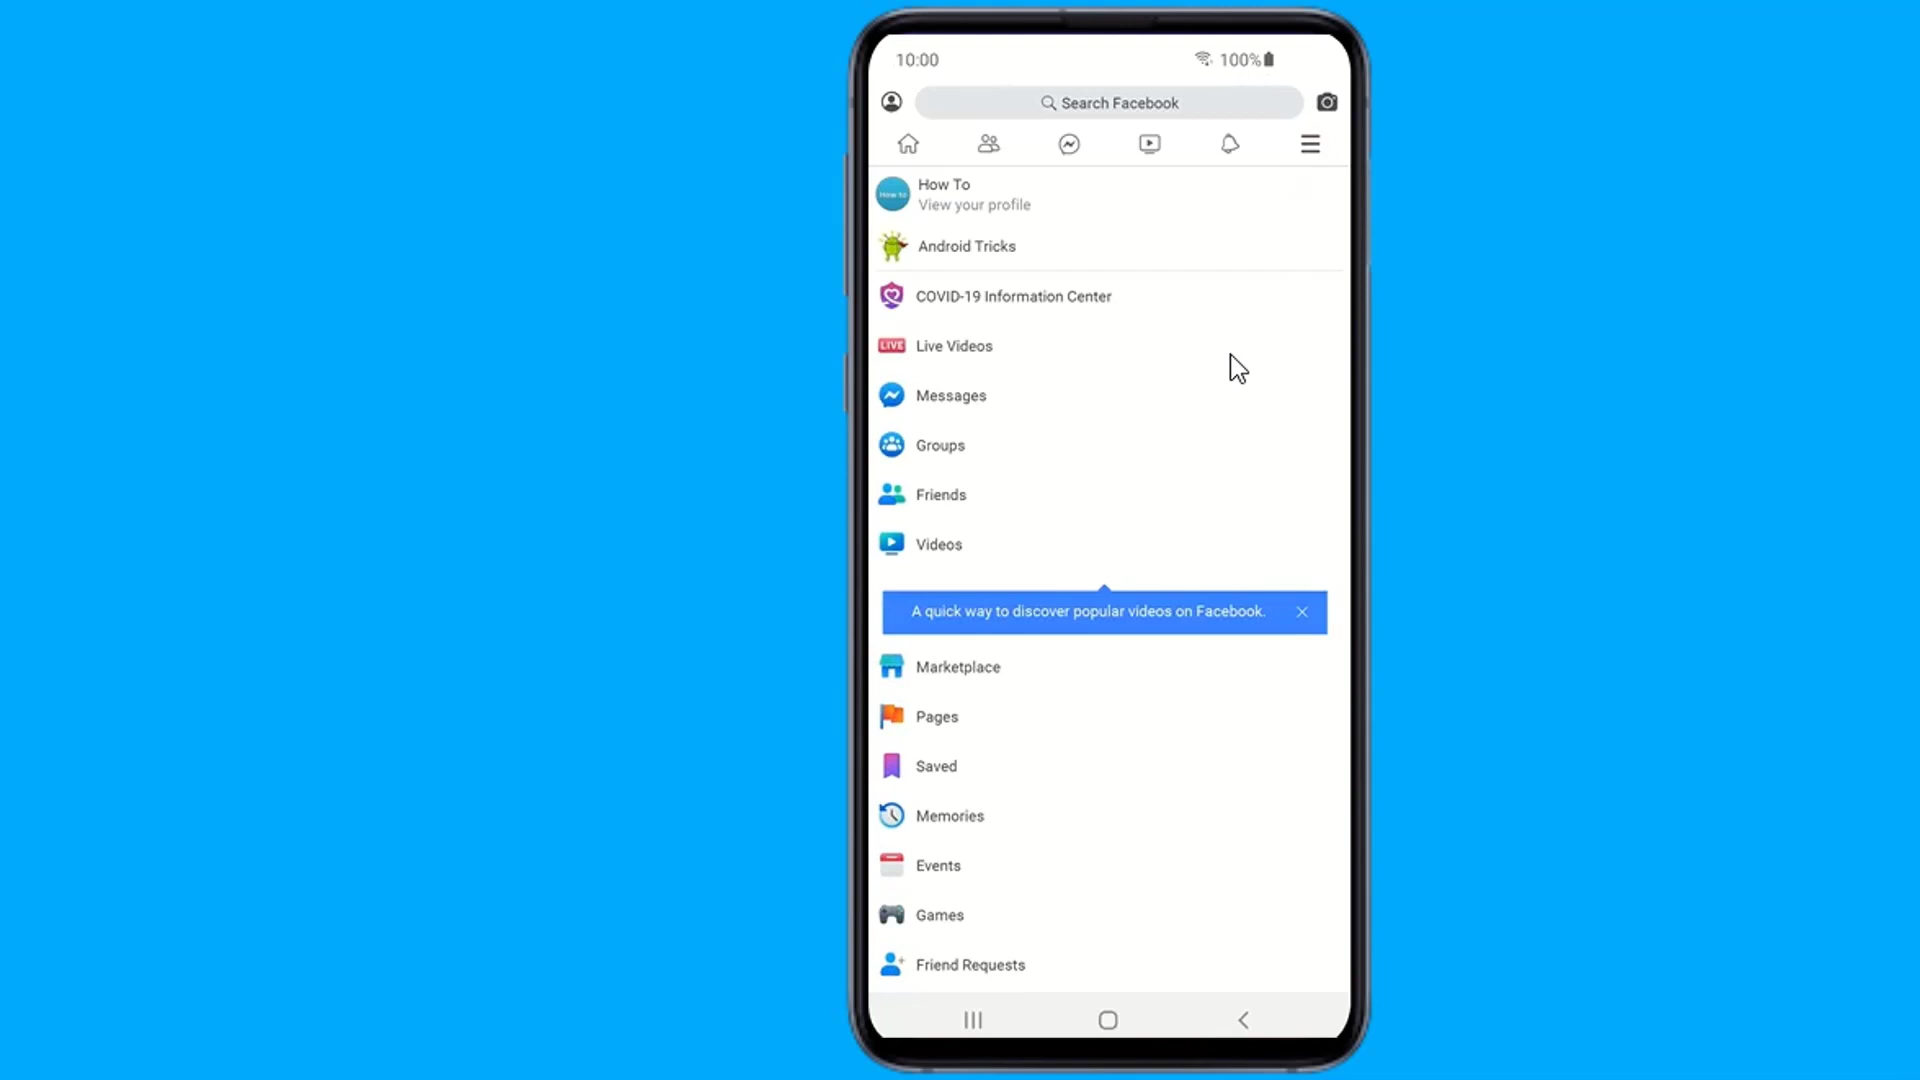 10:00
100%
Search Facebook
How To
How To
View your profile
Android Tricks
COVID-19 Information Center
LIVE
Live Videos
Messages
Groups
Friends
Videos
A quick way to discover popular videos on Facebook.
Marketplace
Pages
Saved
Memories
Events
Games
Friend Requests